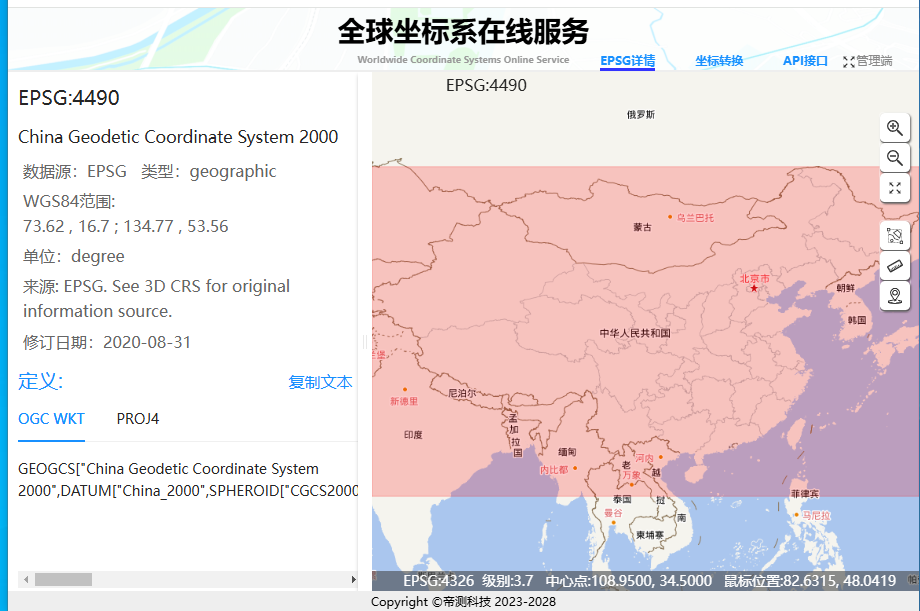 全球坐标系在线服务
Worldwide Coordinate Systems Online Service
EPSG详情
坐标转换
API接口
管理端
EPSG:4490
China Geodetic Coordinate System 2000
数据源：EPSG 类型：geographic
WGS84范围:
73.62 , 16.7 ; 134.77 , 53.56
单位：degree
来源: EPSG. See 3D CRS for original
information source.
修订日期：2020-08-31
定义:
复制文本
OGC WKT
PROJ4
GEOGCS["China Geodetic Coordinate System
2000",DATUM["China_2000",SPHEROID["CGCS2000
EPSG:4490
俄罗斯
乌兰巴托
蒙古
北京市
朝鲜
韩国
中华人民共和国
新德里
尼泊尔
印度
孟加拉国
缅甸
内比都
河内
老
万象
越
泰国
挝
曼谷
南
柬埔寨
菲律宾
马尼拉
EPSG:4326 级别:3.7 中心点:108.9500, 34.5000 鼠标位置:82.6315, 48.0419
Copyright ©帝测科技 2023-2028